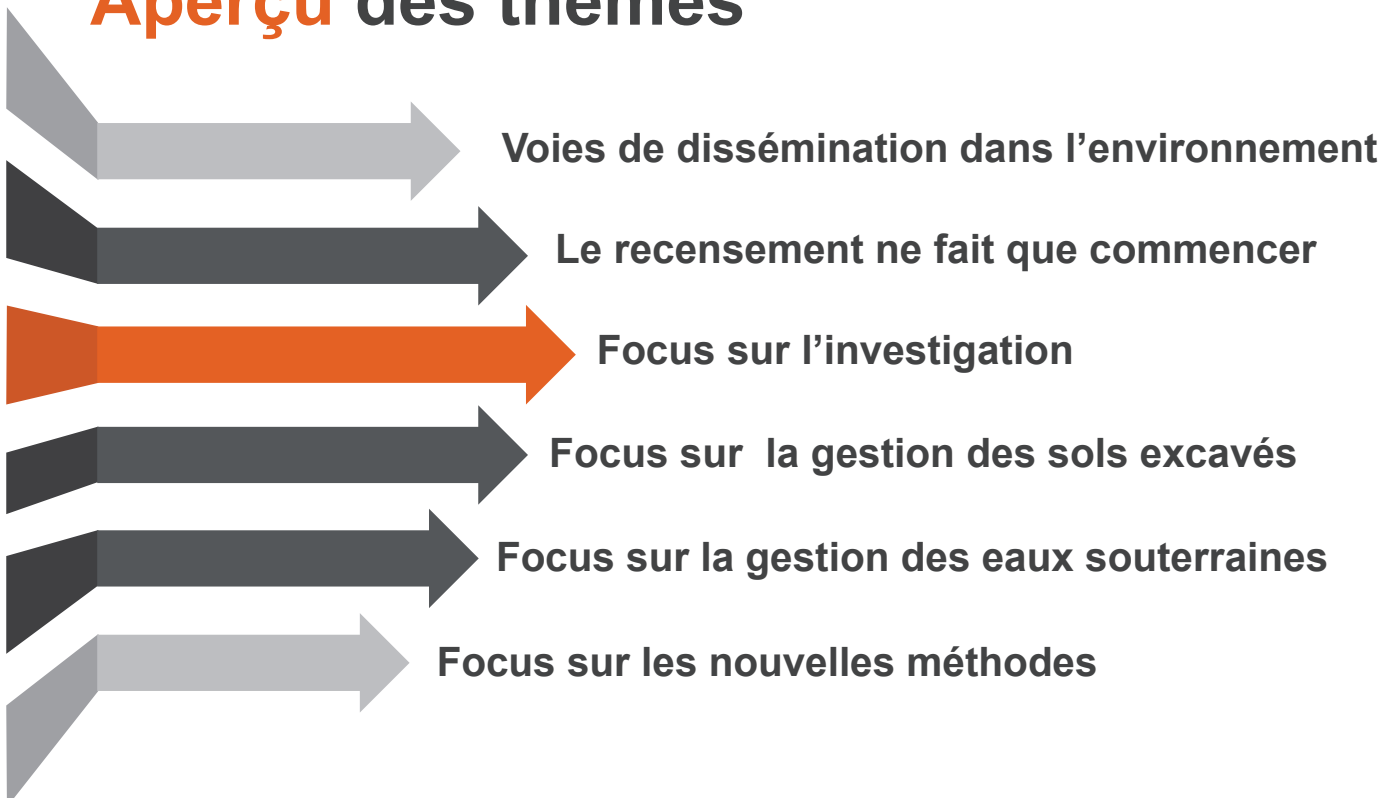 Aperçu des thèmes
Voies de dissémination dans l’environnement
Le recensement ne fait que commencer
Focus sur l’investigation
Focus sur  la gestion des sols excavés
Focus sur la gestion des eaux souterraines
Focus sur les nouvelles méthodes